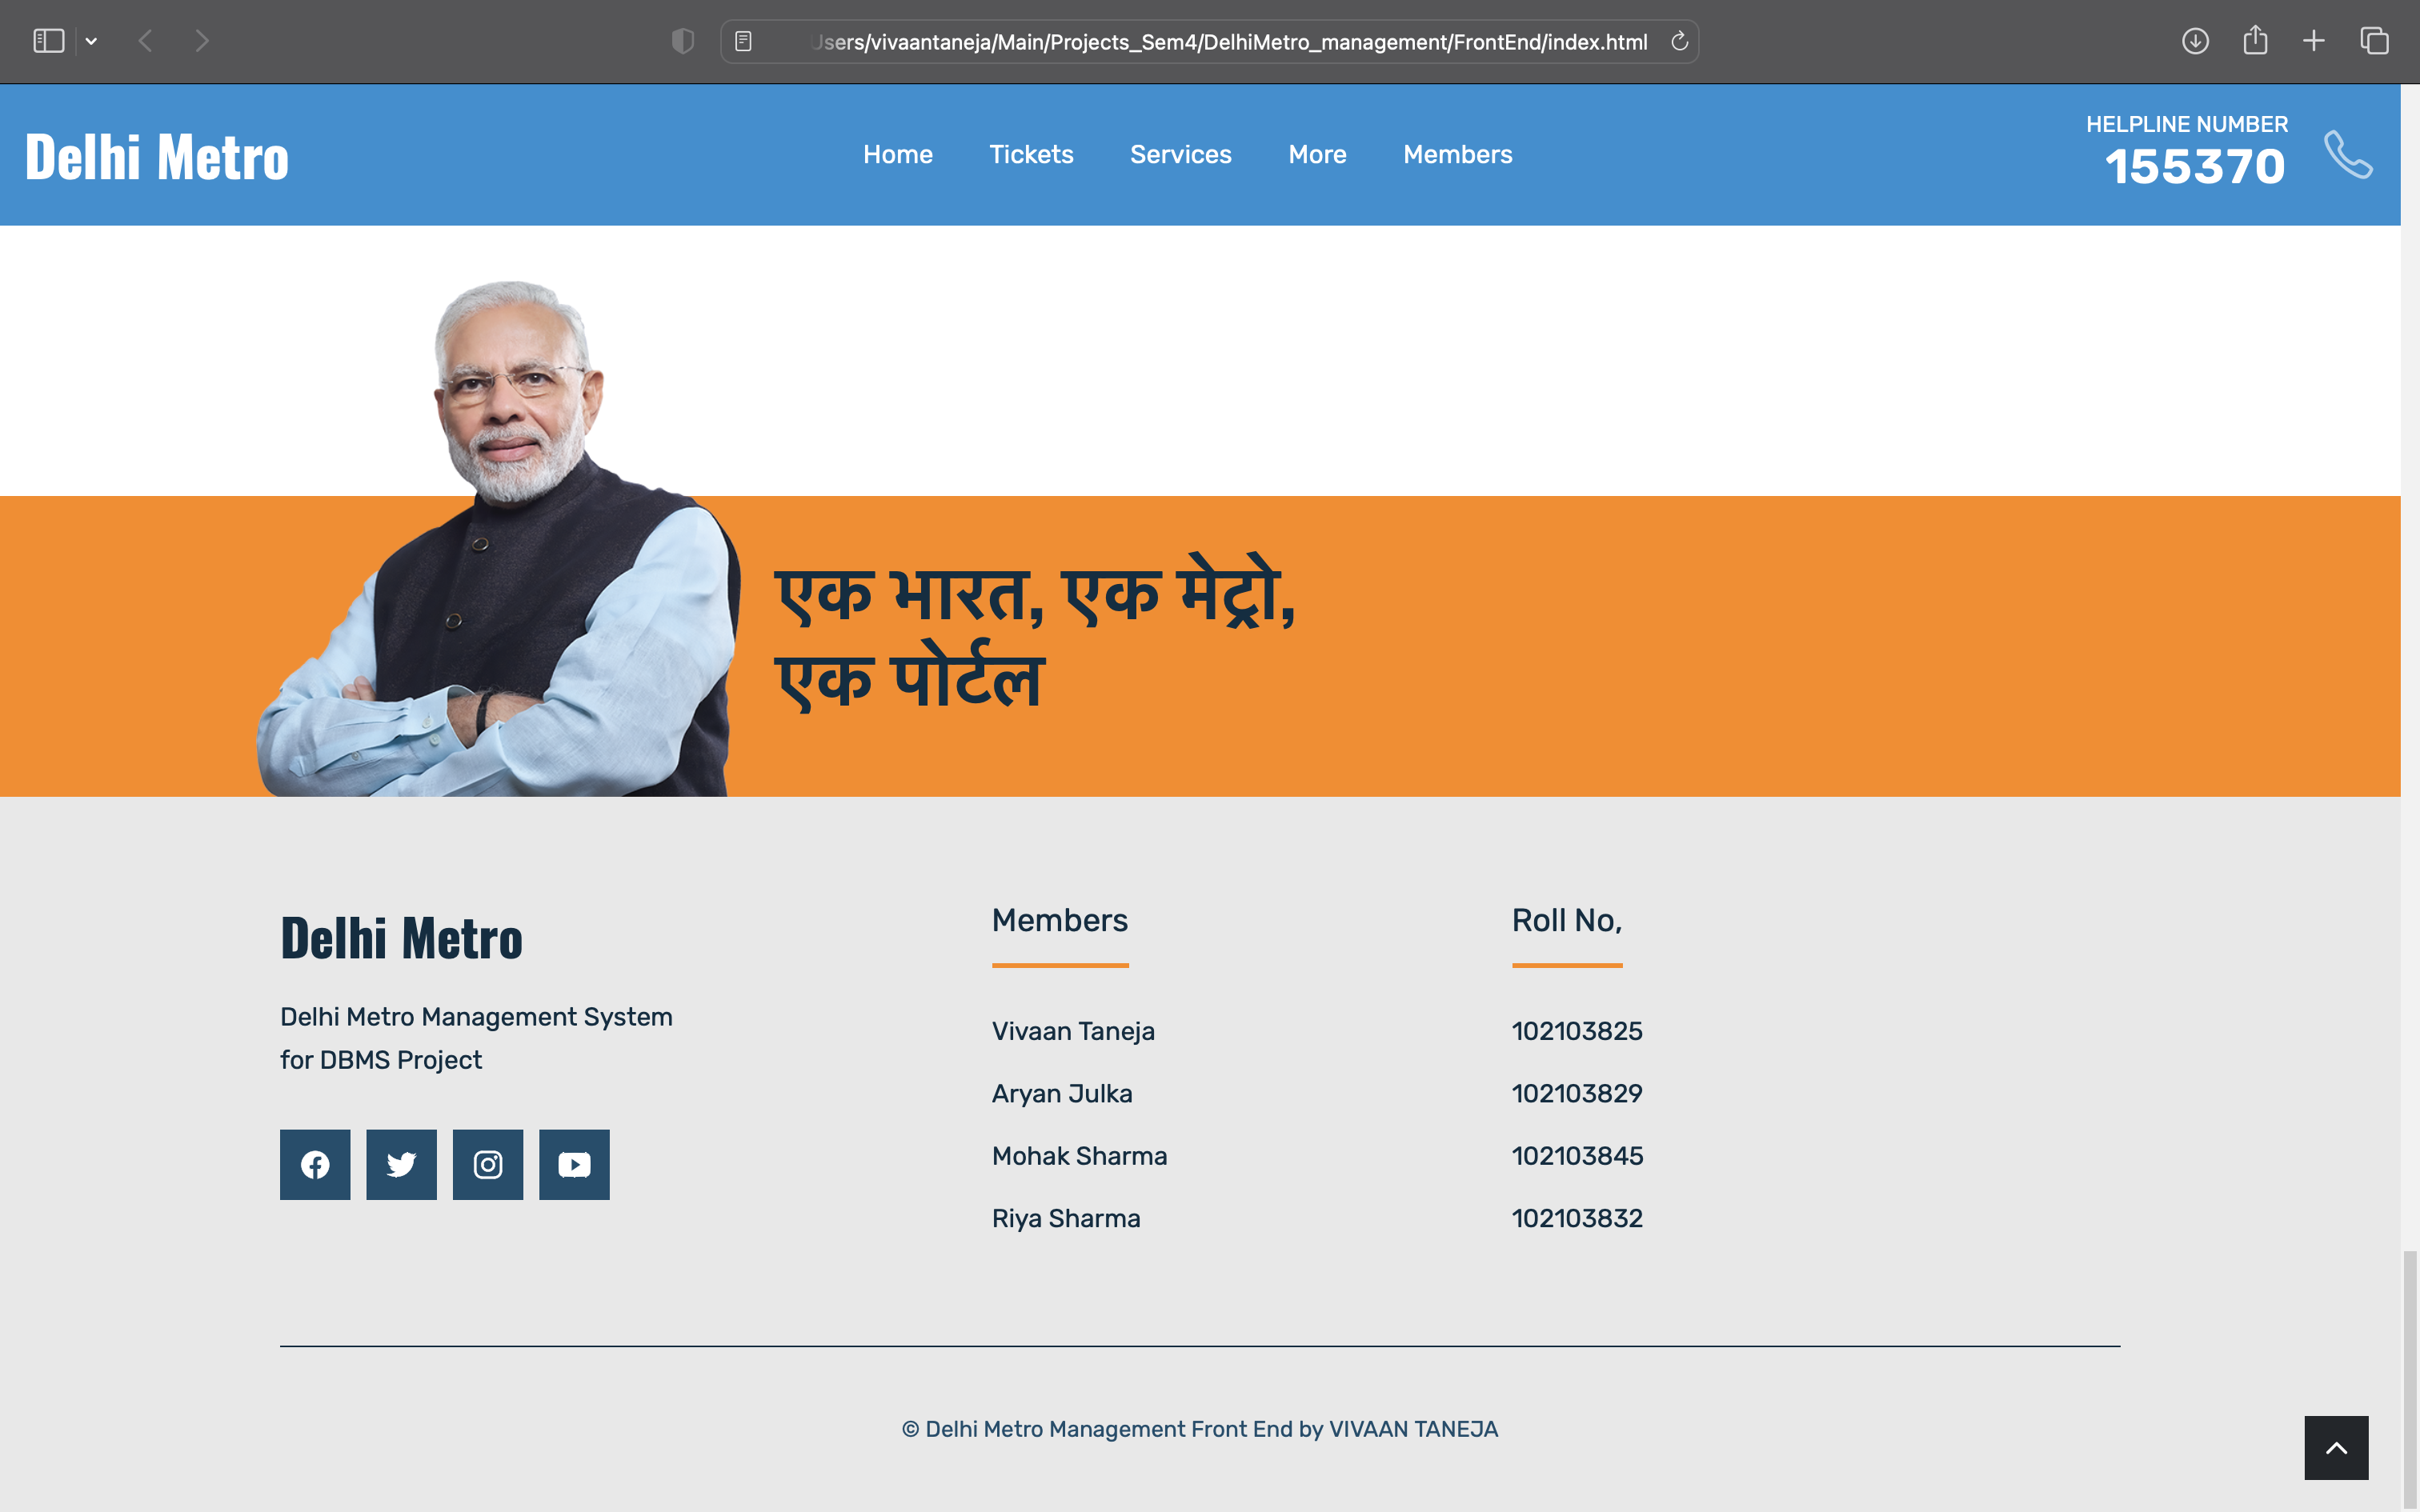 Users/vivaantaneja/Main/Projects_Sem4/DelhiMetro_management/FrontEnd/index.html
Delhi Metro
Home Tickets Services More Members
HELPLINE NUMBER
155370
एक भारत, एक मेट्रो,
एक पोर्टल
Delhi Metro
Delhi Metro Management System
for DBMS Project
Members Roll No,
Vivaan Taneja 102103825
Aryan Julka 102103829
Mohak Sharma 102103845
Riya Sharma 102103832
© Delhi Metro Management Front End by VIVAAN TANEJA